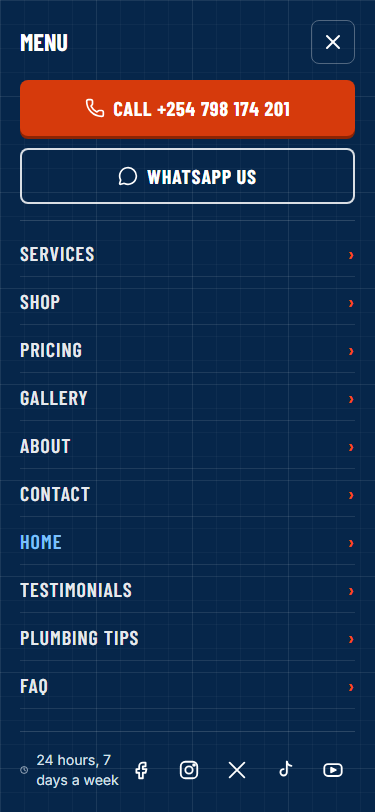 MENU
CALL +254 798 174 201
WHATSAPP US
SERVICES
SHOP
PRICING
GALLERY
ABOUT
CONTACT
HOME
TESTIMONIALS
PLUMBING TIPS
FAQ
24 hours, 7
days a week